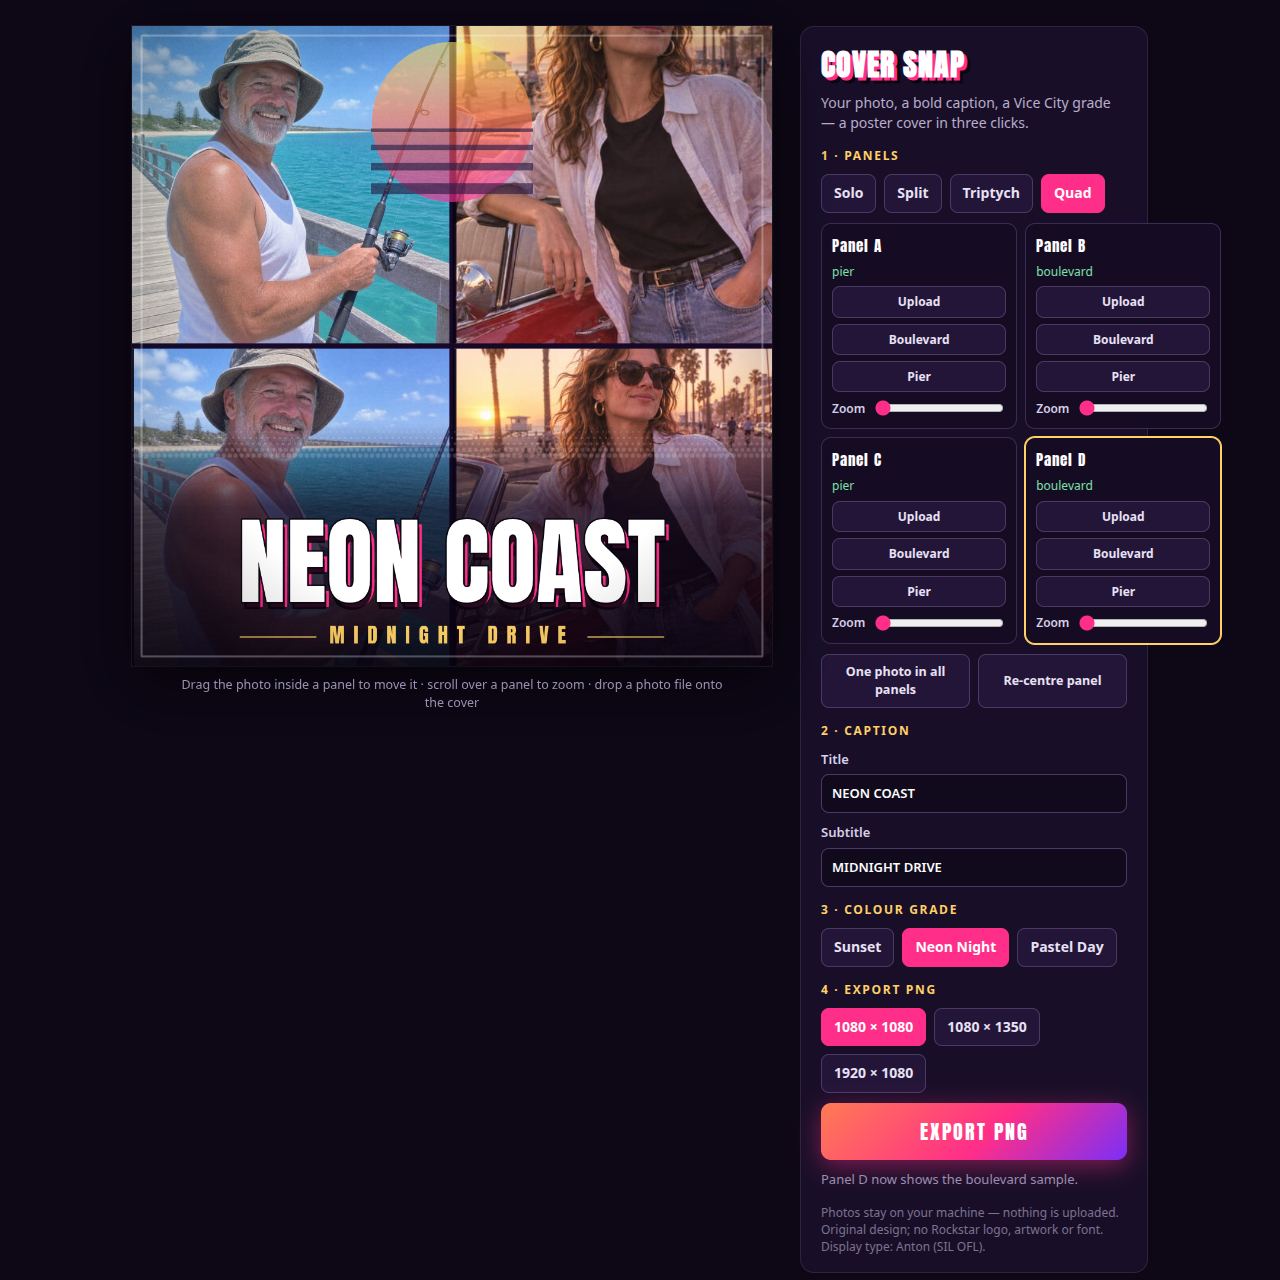 NEON COAST
MIDNIGHT DRIVE
Drag the photo inside a panel to move it · scroll over a panel to zoom · drop a photo file onto
the cover
COVER SNAP
Your photo, a bold caption, a Vice City grade
— a poster cover in three clicks.
1 · PANELS
Solo Split Triptych Quad
Panel A
pier
Upload
Boulevard
Pier
Zoom
Panel B
boulevard
Upload
Boulevard
Pier
Zoom
Panel C
pier
Upload
Boulevard
Pier
Zoom
Panel D
boulevard
Upload
Boulevard
Pier
Zoom
One photo in all
panels
Re-centre panel
2 · CAPTION
Title
NEON COAST
Subtitle
MIDNIGHT DRIVE
3 · COLOUR GRADE
Sunset Neon Night Pastel Day
4 · EXPORT PNG
1080 × 1080 1080 × 1350
1920 × 1080
EXPORT PNG
Panel D now shows the boulevard sample.
Photos stay on your machine — nothing is uploaded.
Original design; no Rockstar logo, artwork or font.
Display type: Anton (SIL OFL).